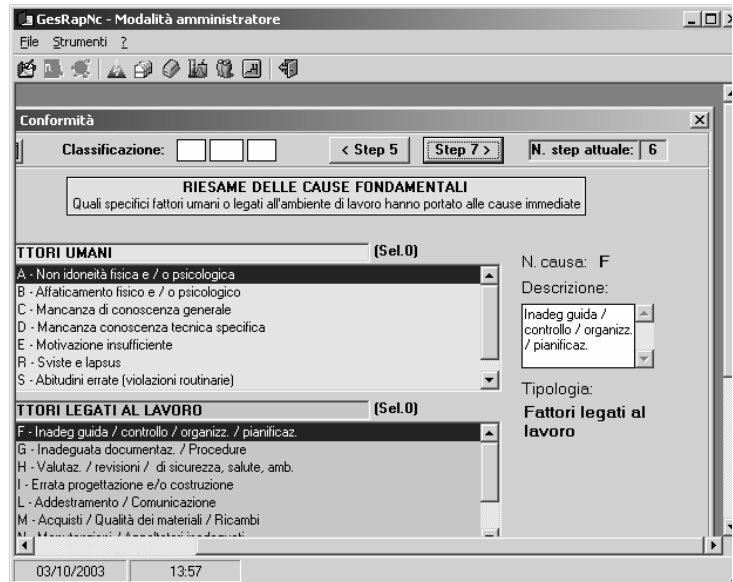 GesRapNc - Modalità amministratore
File Strumenti ?
Conformità
Classificazione: < Step 5 Step 7 > N. step attuale: 6
RIESAME DELLE CAUSE FONDAMENTALI
Quali specifici fattori umani o legati all'ambiente di lavoro hanno portato alle cause immediate
TTORI UMANI (Sel.0)
A - Non idoneità fisica e / o psicologica
B - Affaticamento fisico e / o psicologico
C - Mancanza di conoscenza generale
D - Mancanza conoscenza tecnica specifica
E - Motivazione insufficiente
R - Sviste e lapsus
S - Abitudini errate (violazioni routinarie)
N. causa: F
Descrizione:
Inadeg guida /
controllo / organizz.
/ pianificaz.
Tipologia:
Fattori legati al
lavoro
TTORI LEGATI AL LAVORO (Sel.0)
F - Inadeg guida / controllo / organizz. / pianificaz.
G - Inadeguata documentaz. / Procedure
H - Valutaz. / revisioni / di sicurezza, salute, amb.
I - Errata progettazione e/o costruzione
L - Addestramento / Comunicazione
M - Acquisti / Qualità dei materiali / Ricambi
N - Manutenzioni / Appaltatori inadeguati
03/10/2003 13:57